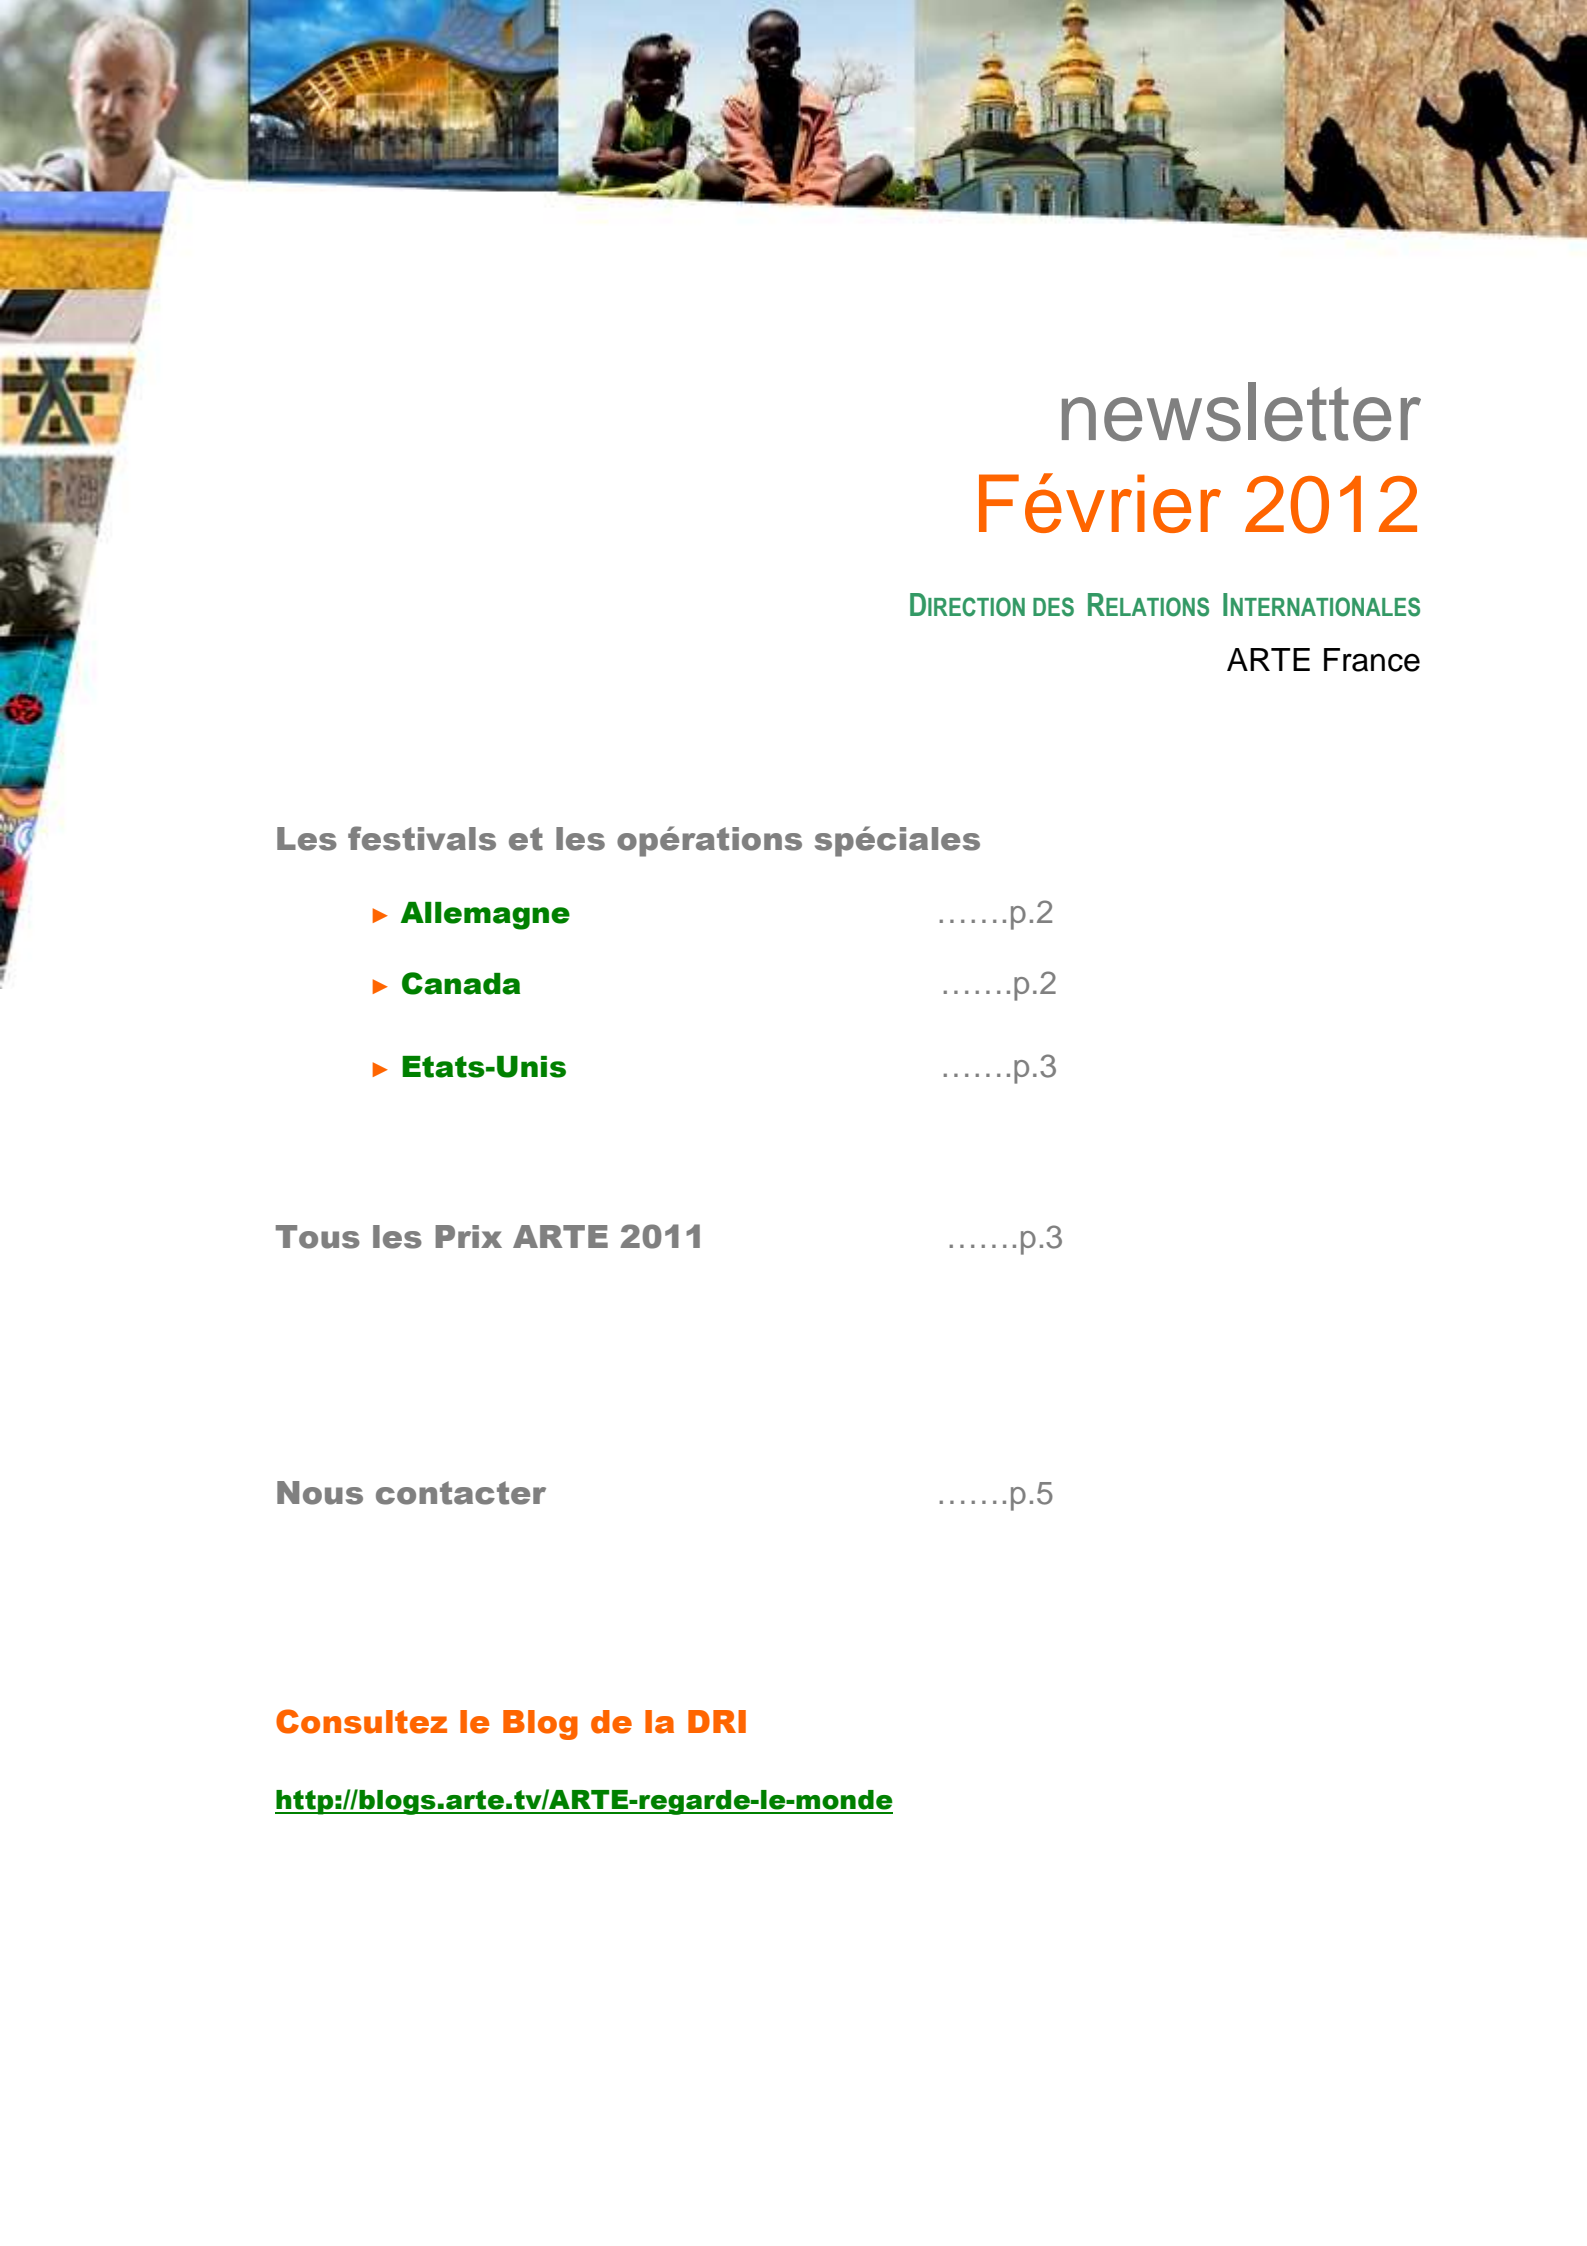 newsletter
Février 2012
DIRECTION DES RELATIONS INTERNATIONALES
ARTE France
Les festivals et les opérations spéciales
► Allemagne …….p.2
► Canada …….p.2
► Etats-Unis …….p.3
Tous les Prix ARTE 2011 …….p.3
Nous contacter …….p.5
Consultez le Blog de la DRI
http://blogs.arte.tv/ARTE-regarde-le-monde